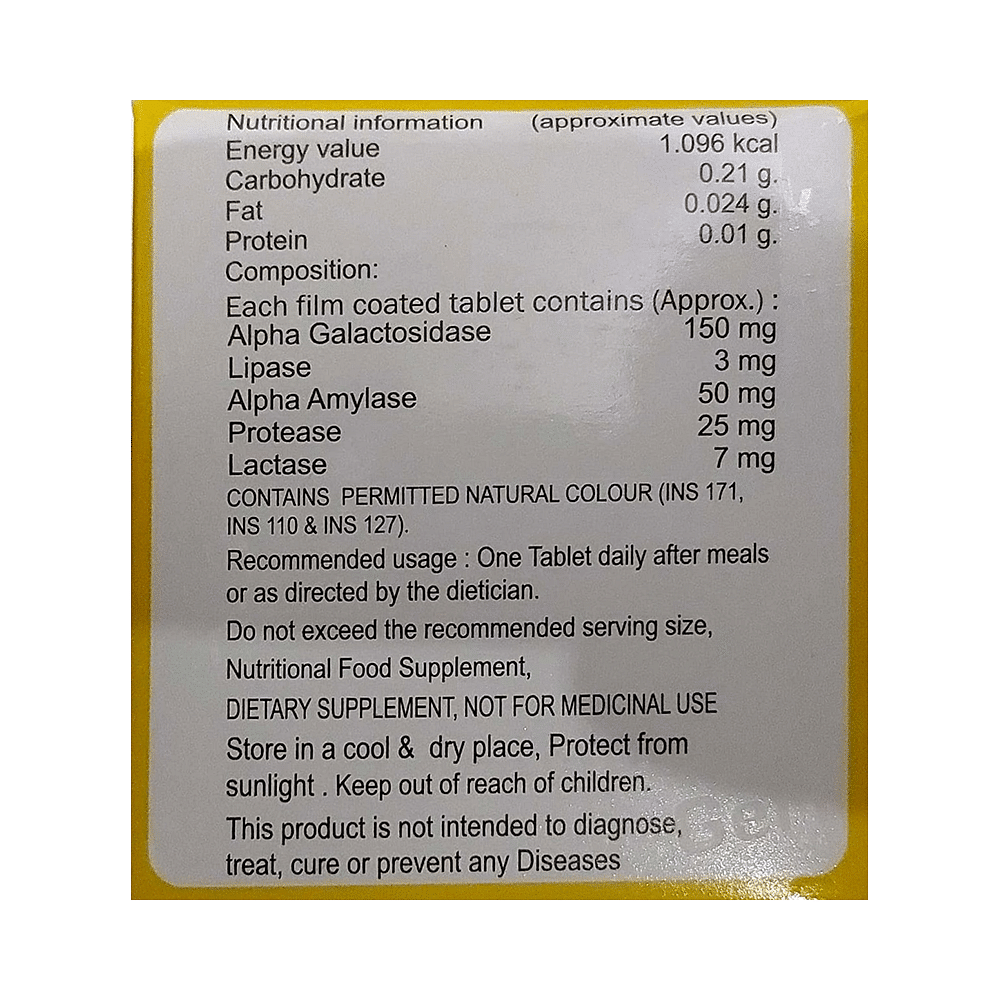 Nutritional information (approximate values)
Energy value 1.096 kcal
Carbohydrate 0.21 g.
Fat 0.024 g.
Protein 0.01 g.
Composition:
Each film coated tablet contains (Approx.) :
Alpha Galactosidase 150 mg
Lipase 3 mg
Alpha Amylase 50 mg
Protease 25 mg
Lactase 7 mg
CONTAINS PERMITTED NATURAL COLOUR (INS 171,
INS 110 & INS 127).
Recommended usage : One Tablet daily after meals
or as directed by the dietician.
Do not exceed the recommended serving size,
Nutritional Food Supplement,
DIETARY SUPPLEMENT, NOT FOR MEDICINAL USE
Store in a cool & dry place, Protect from
sunlight . Keep out of reach of children.
This product is not intended to diagnose,
treat, cure or prevent any Diseases